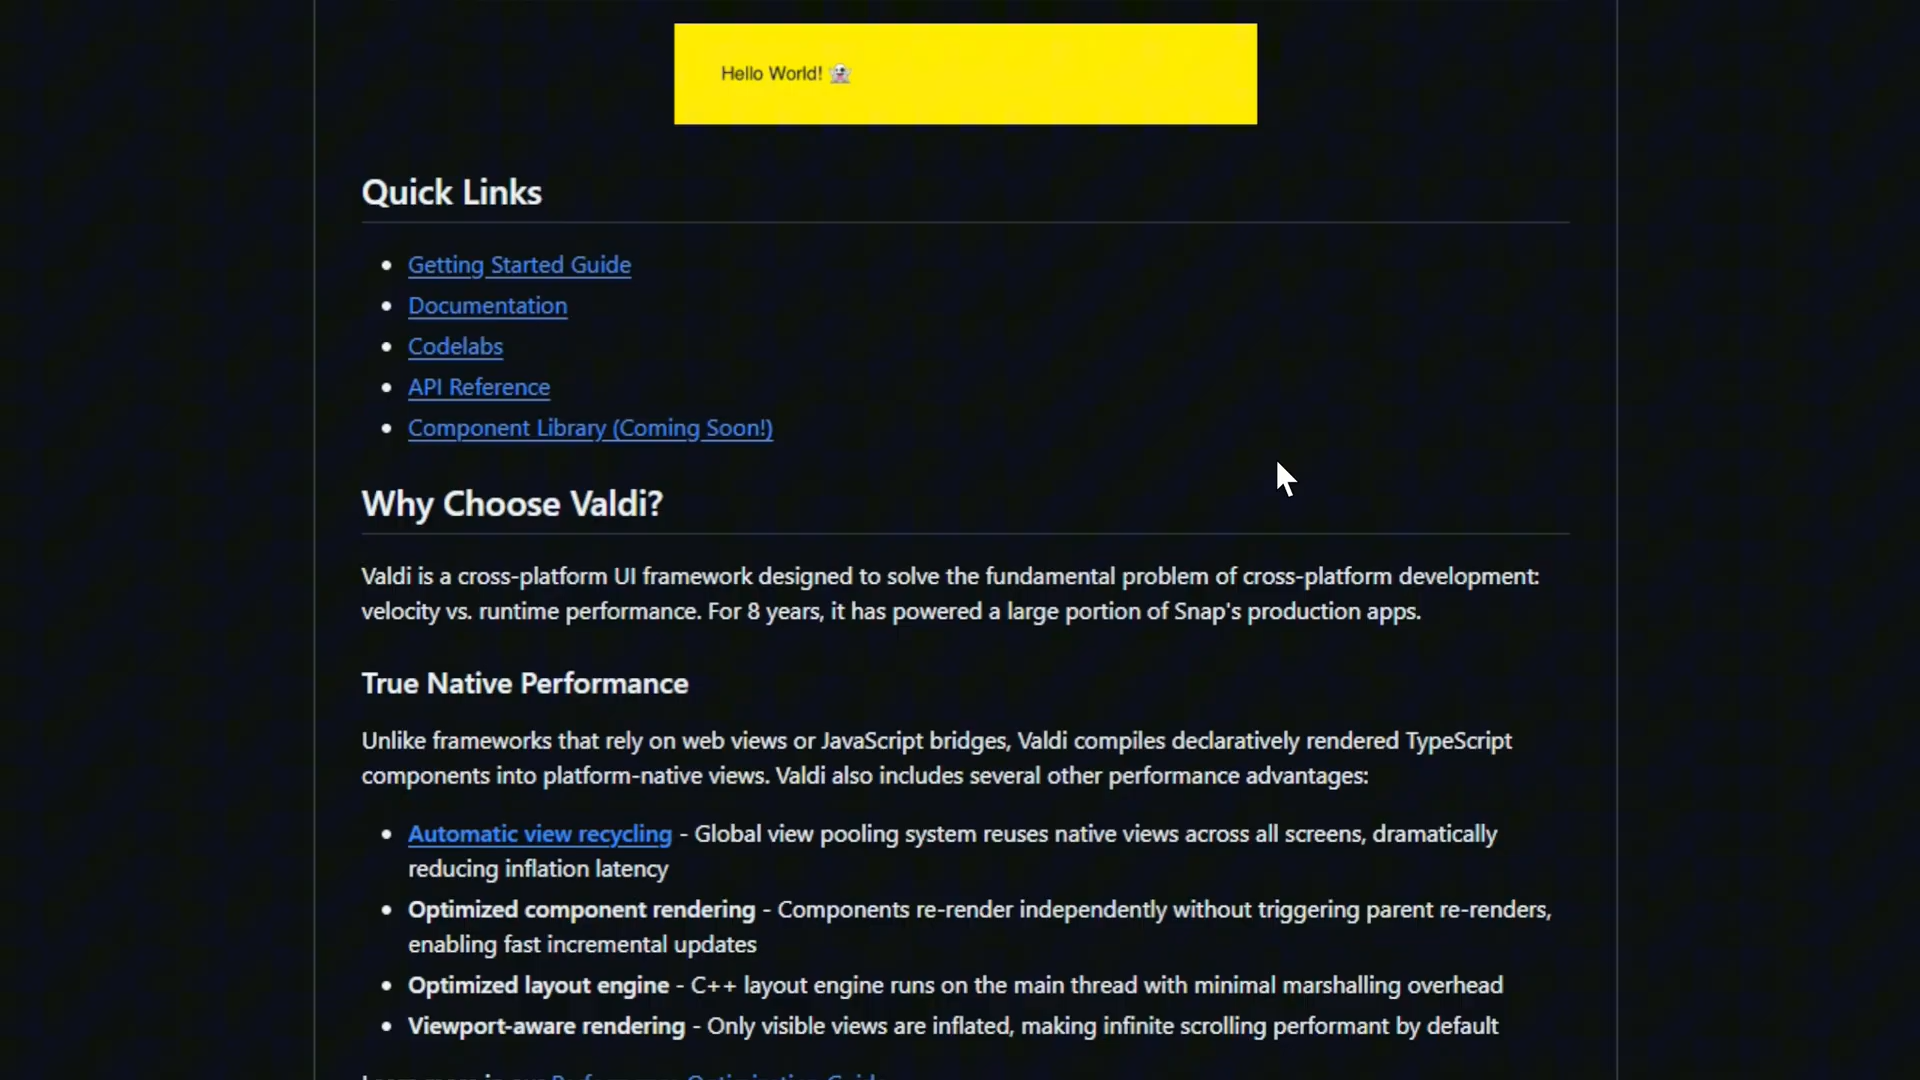 Hello World! 👻
Quick Links
Getting Started Guide
Documentation
Codelabs
API Reference
Component Library (Coming Soon!)
Why Choose Valdi?
Valdi is a cross-platform UI framework designed to solve the fundamental problem of cross-platform development:
velocity vs. runtime performance. For 8 years, it has powered a large portion of Snap's production apps.
True Native Performance
Unlike frameworks that rely on web views or JavaScript bridges, Valdi compiles declaratively rendered TypeScript
components into platform-native views. Valdi also includes several other performance advantages:
Automatic view recycling - Global view pooling system reuses native views across all screens, dramatically
reducing inflation latency
Optimized component rendering - Components re-render independently without triggering parent re-renders,
enabling fast incremental updates
Optimized layout engine - C++ layout engine runs on the main thread with minimal marshalling overhead
Viewport-aware rendering - Only visible views are inflated, making infinite scrolling performant by default